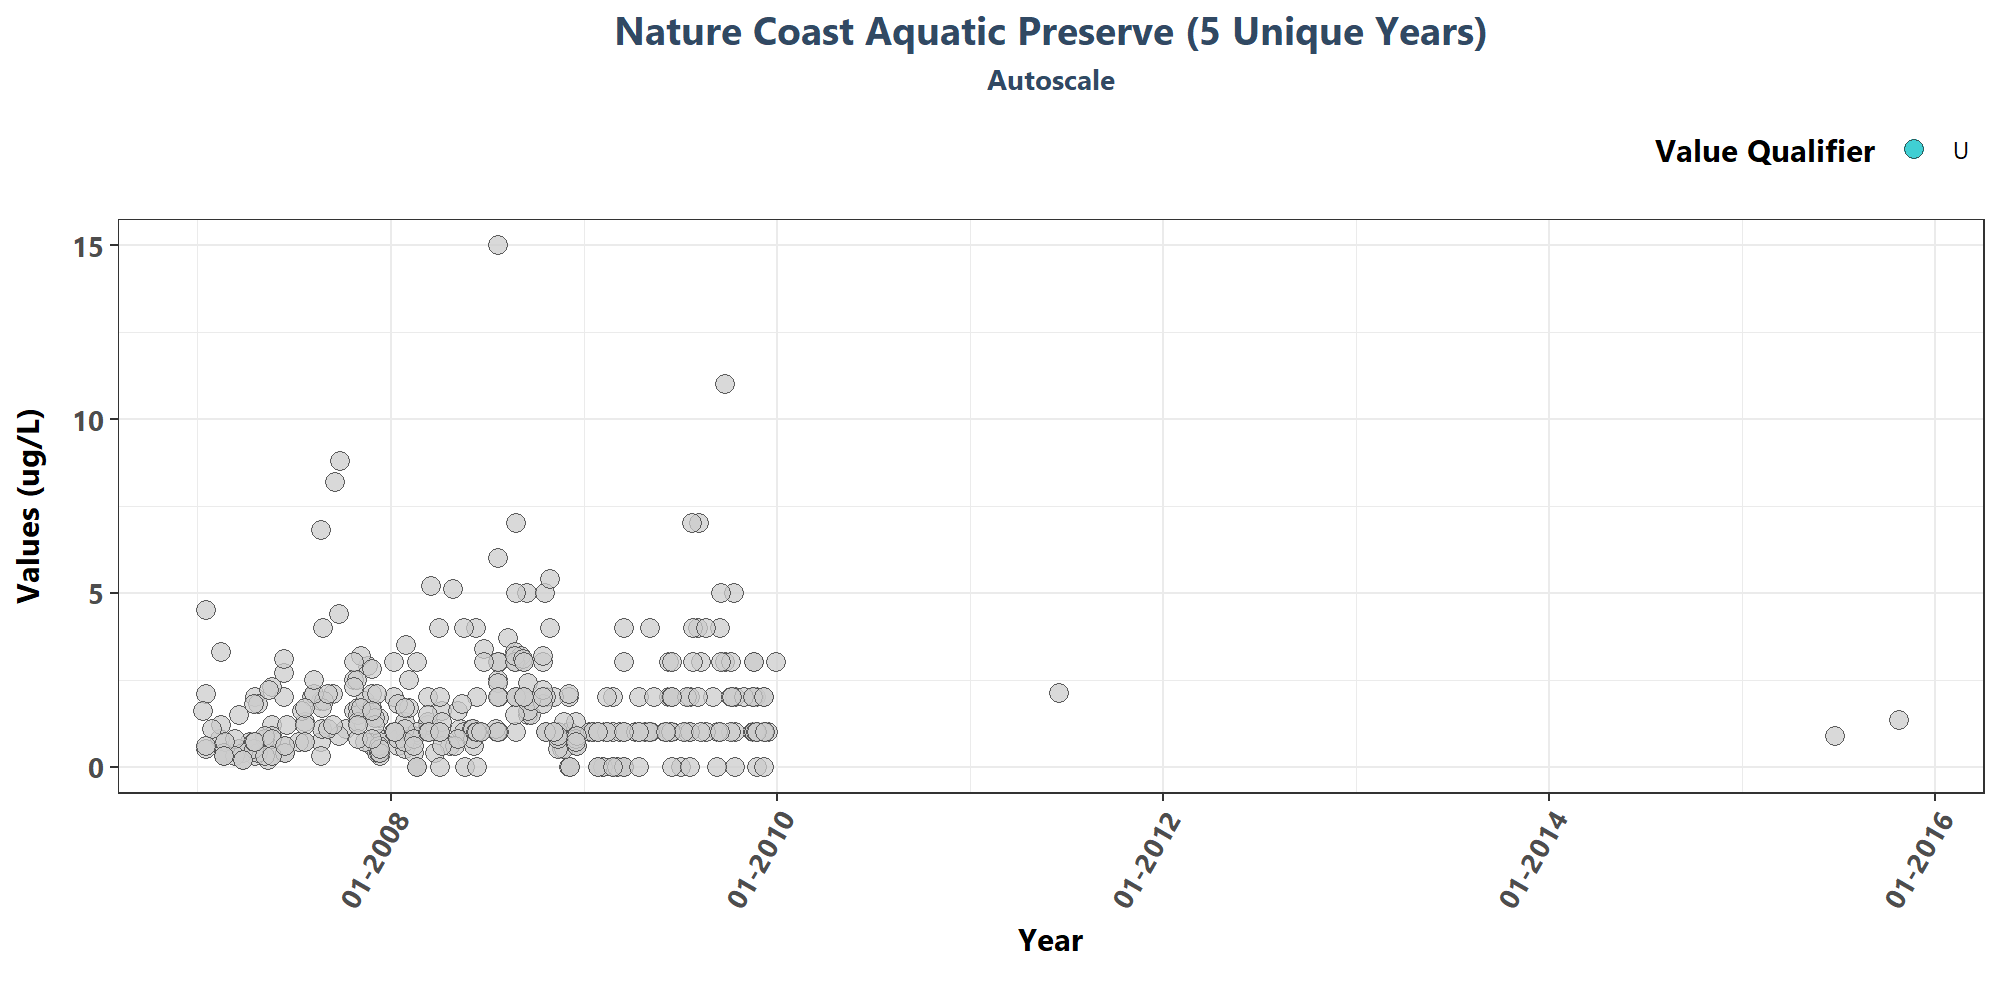 Nature Coast Aquatic Preserve (5 Unique Years)
Autoscale
Value Qualifier U
Values (ug/L)
15
10
5
0
01-2008
01-2010
01-2012
01-2014
01-2016
Year